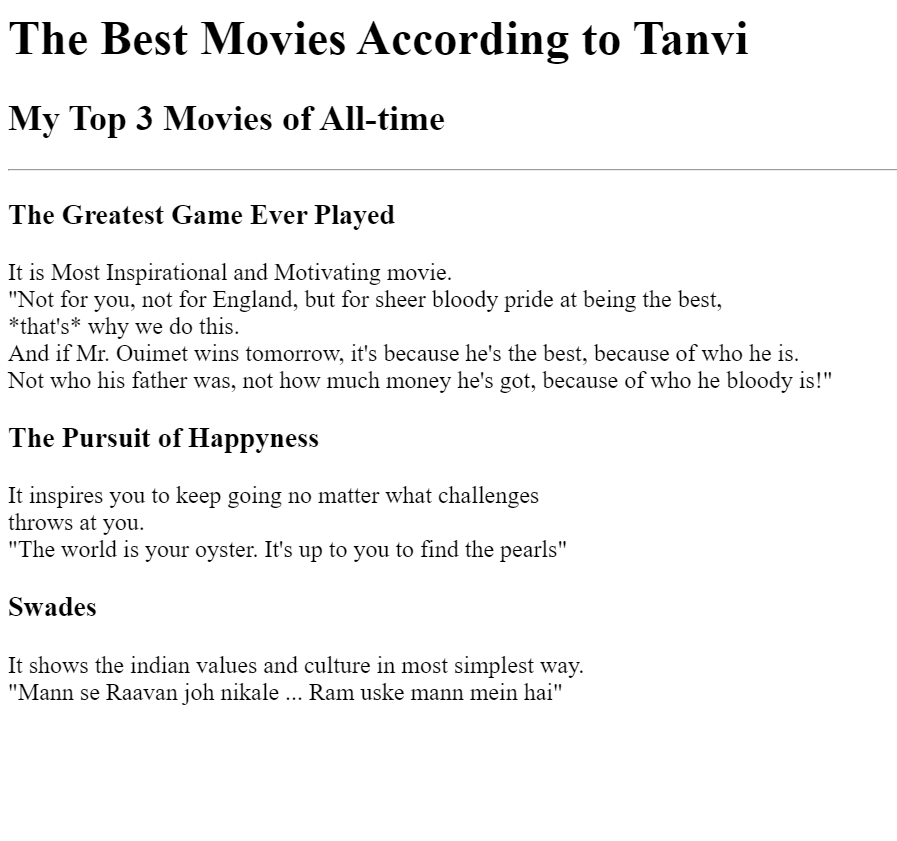 The Best Movies According to Tanvi
My Top 3 Movies of All-time
The Greatest Game Ever Played
It is Most Inspirational and Motivating movie.
"Not for you, not for England, but for sheer bloody pride at being the best,
*that's* why we do this.
And if Mr. Ouimet wins tomorrow, it's because he's the best, because of who he is.
Not who his father was, not how much money he's got, because of who he bloody is!"
The Pursuit of Happyness
It inspires you to keep going no matter what challenges
throws at you.
"The world is your oyster. It's up to you to find the pearls"
Swades
It shows the indian values and culture in most simplest way.
"Mann se Raavan joh nikale ... Ram uske mann mein hai"